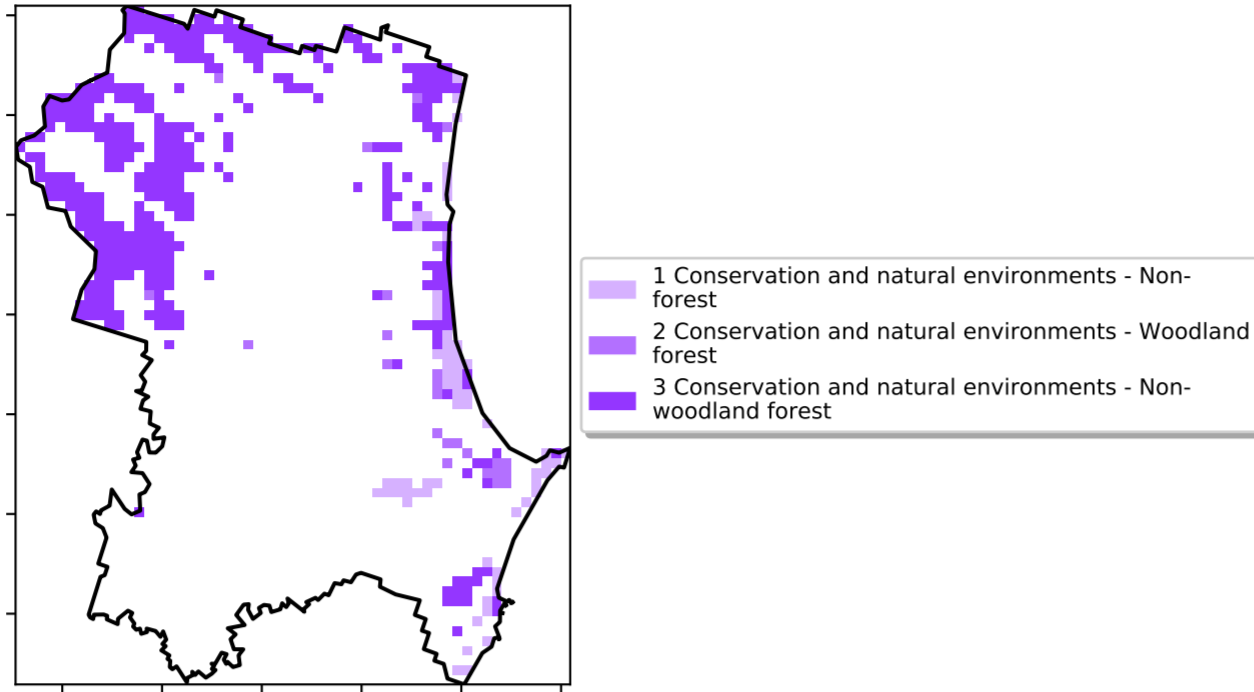 1 Conservation and natural environments - Non-
forest
2 Conservation and natural environments - Woodland
forest
3 Conservation and natural environments - Non-
woodland forest